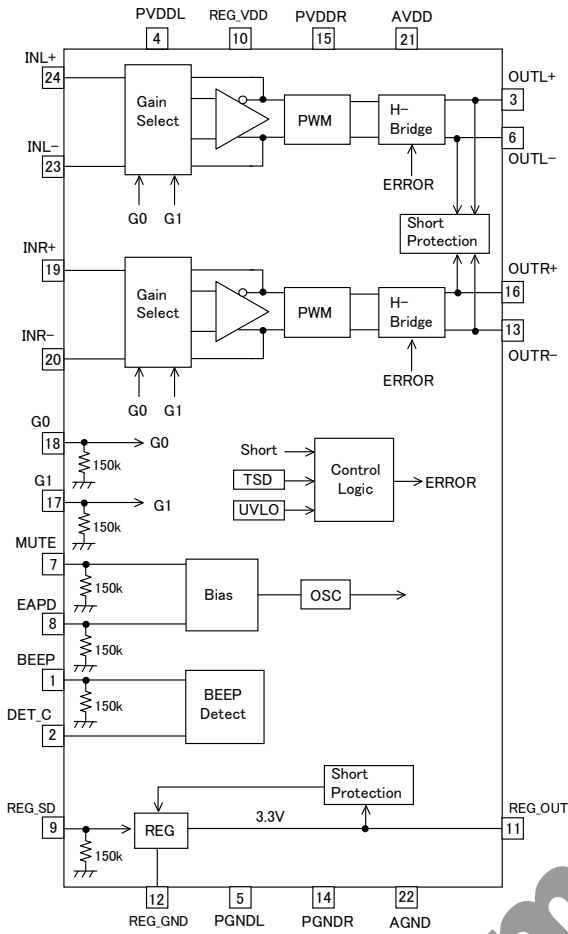 PVDDL REG_VDD PVDDR AVDD
4 10 15 21
INL+
24
INL-
23
Gain
Select
G0 G1
PWM
H-
Bridge
ERROR
OUTL+
3
6
OUTL-
Short
Protection
INR+
19
INR-
20
Gain
Select
G0 G1
PWM
H-
Bridge
ERROR
OUTR+
16
13
OUTR-
G0
18
G0
150k
G1
17
G1
150k
Short
TSD
UVLO
Control
Logic
ERROR
MUTE
7
150k
EAPD
8
150k
Bias
OSC
BEEP
1
150k
DET_C
2
BEEP
Detect
Short
Protection
REG_SD
9
150k
REG
3.3V
REG_OUT
11
12 5 14 22
REG_GND PGNDL PGNDR AGND